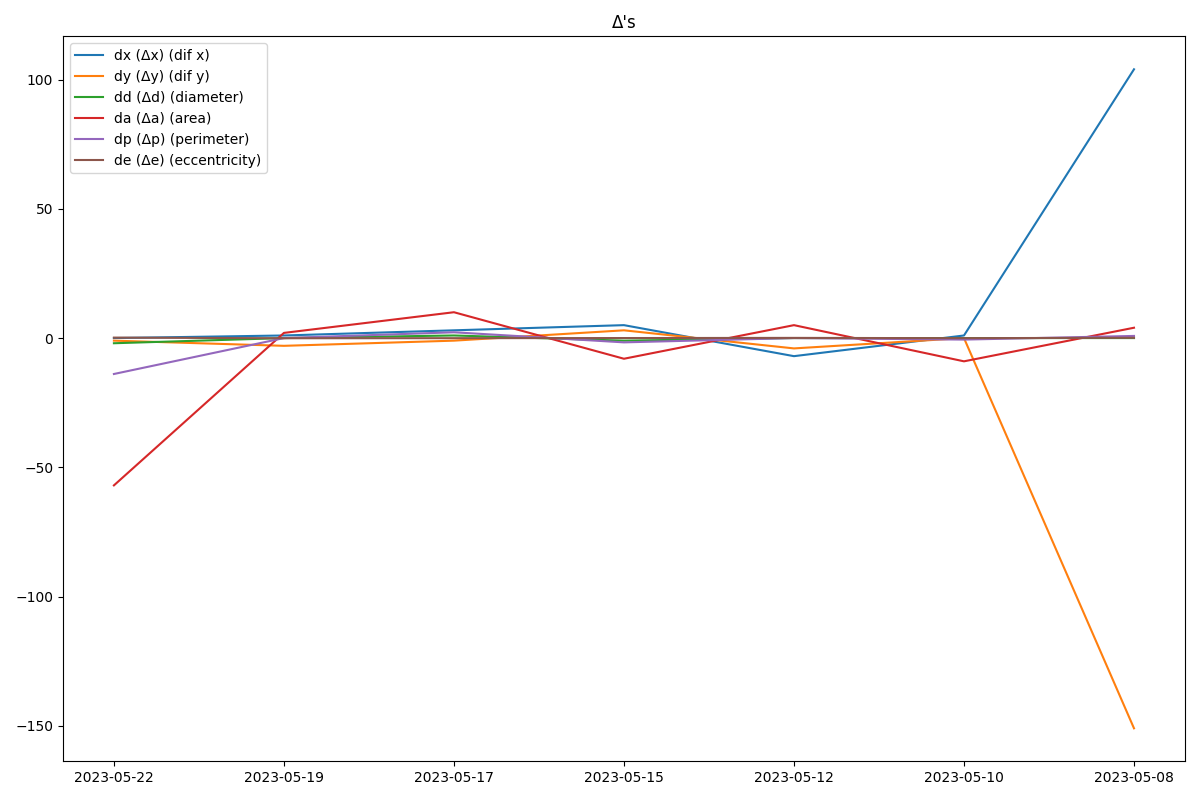 Δ's
dx (Δx) (dif x)
dy (Δy) (dif y)
dd (Δd) (diameter)
da (Δa) (area)
dp (Δp) (perimeter)
de (Δe) (eccentricity)
100
50
0
−50
−100
−150
2023-05-22 2023-05-19 2023-05-17 2023-05-15 2023-05-12 2023-05-10 2023-05-08